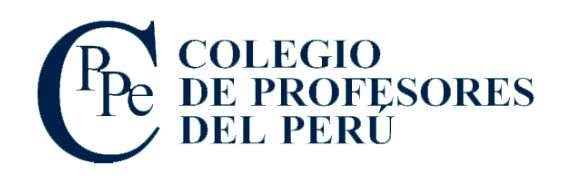 CPPe
COLEGIO
DE PROFESORES
DEL PERÚ